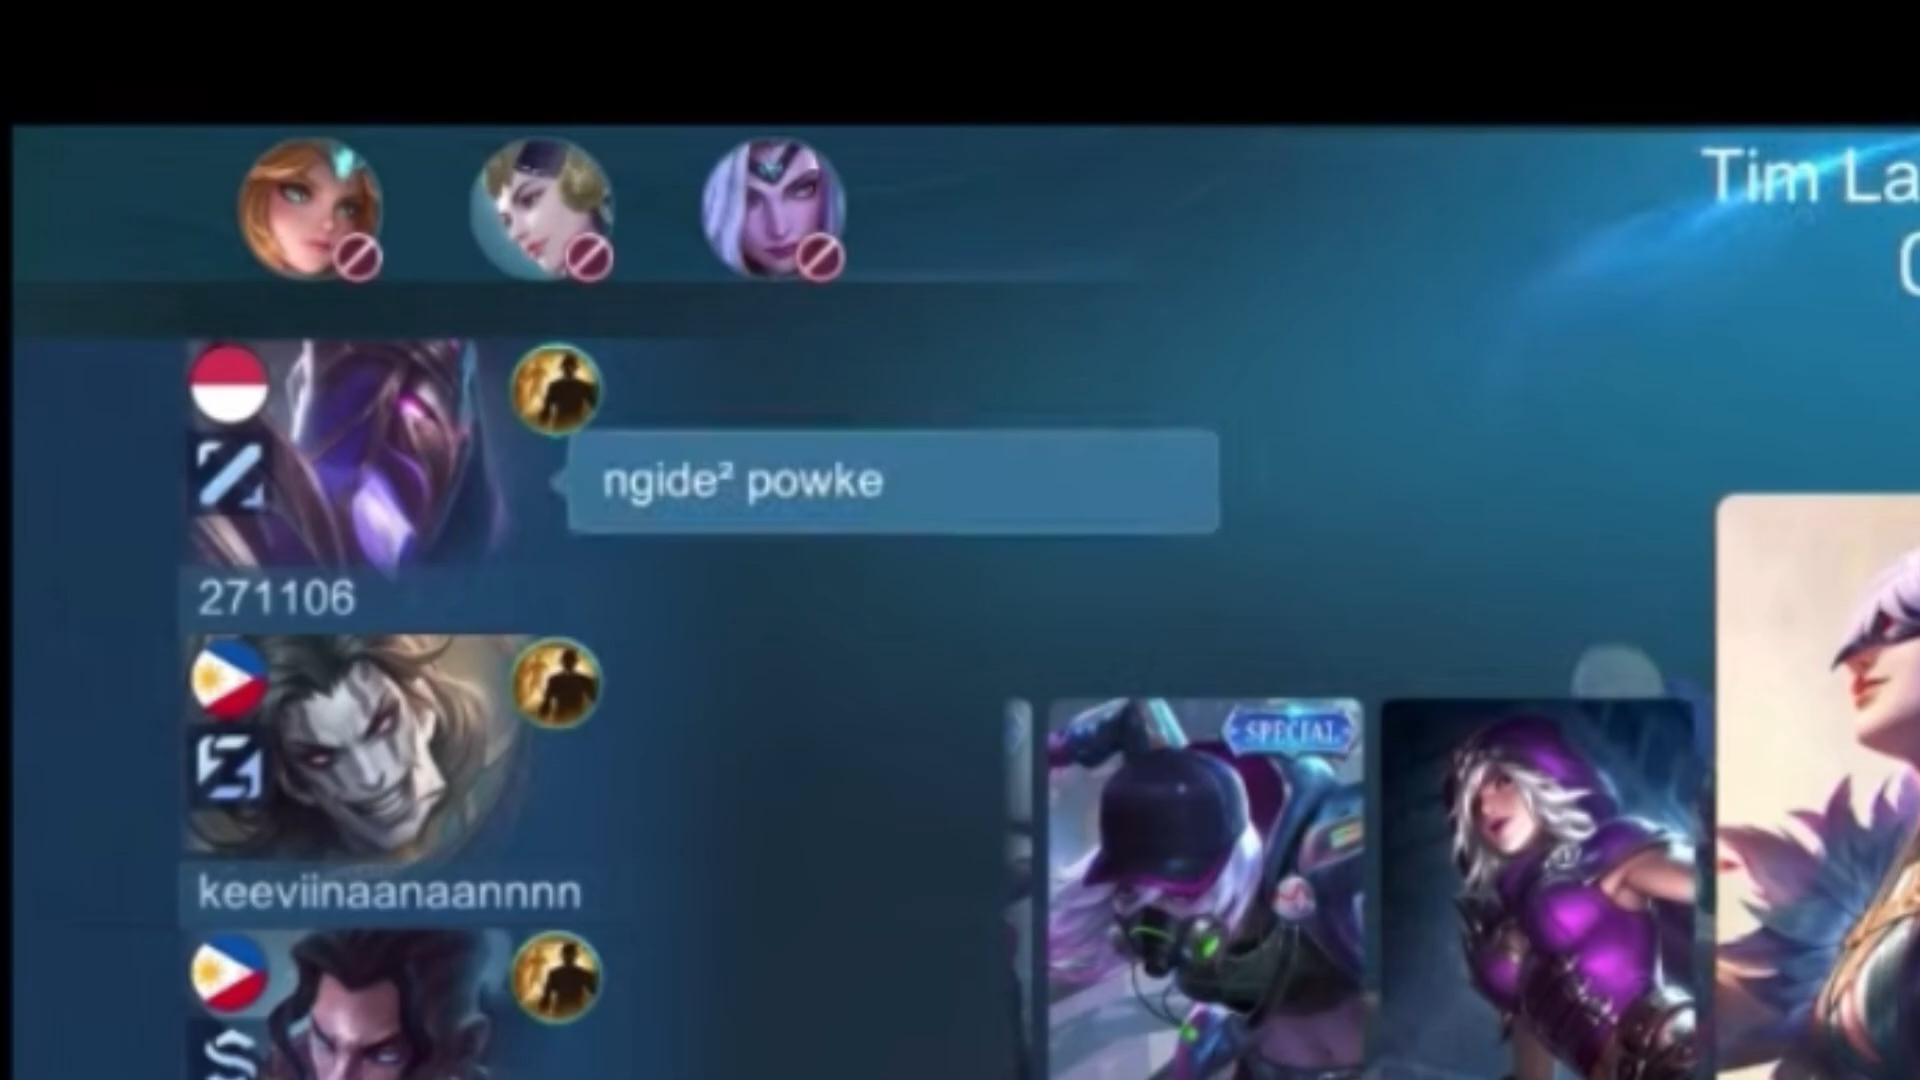 Tim La
ngide² powke
271106
SPECIAL
keeviinaanaannnn